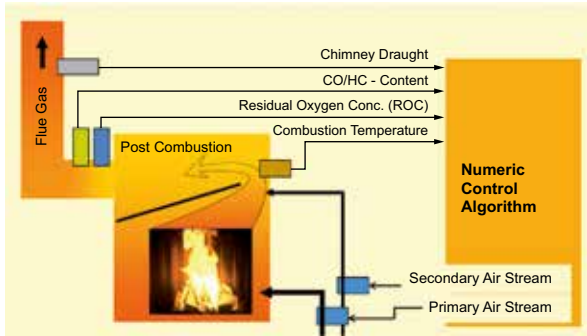 Flue Gas
Chimney Draught
CO/HC - Content
Residual Oxygen Conc. (ROC)
Combustion Temperature
Post Combustion
Numeric
Control
Algorithm
Secondary Air Stream
Primary Air Stream